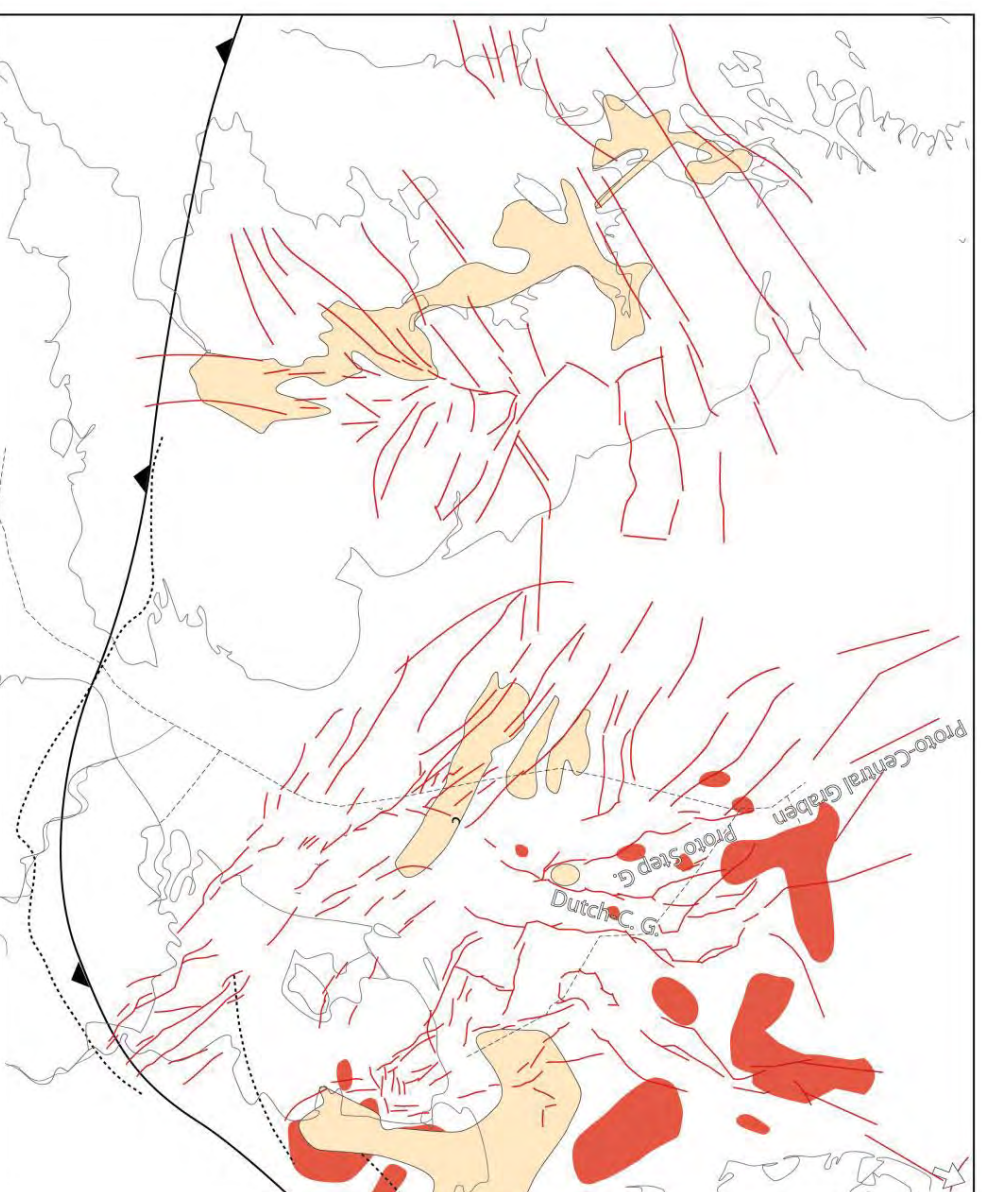 Proto-Central Graben
Proto Step G.
Dutch C. G.
?